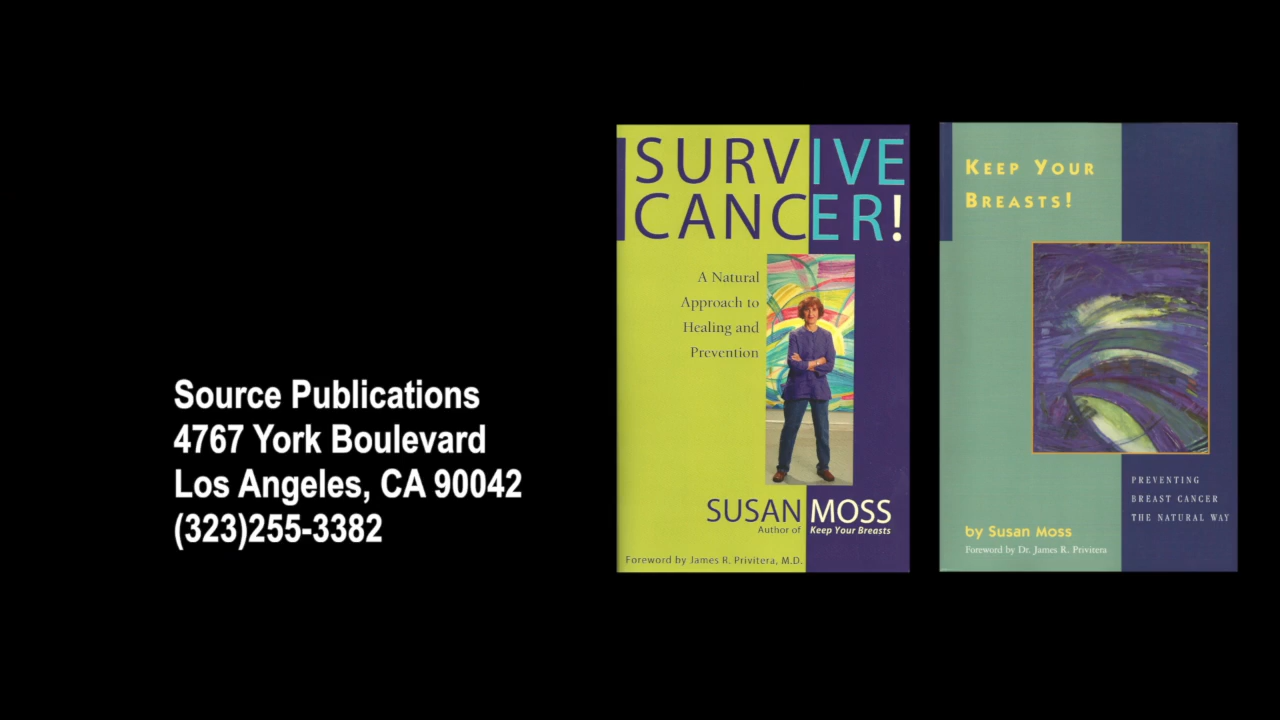 Source Publications
4767 York Boulevard
Los Angeles, CA 90042
(323)255-3382
SURVIVE
CANCER!
A Natural
Approach to
Healing and
Prevention
SUSAN MOSS
Author of Keep Your Breasts
Foreword by James R. Privitera, M.D.
KEEP YOUR
BREASTS!
PREVENTING
BREAST CANCER
THE NATURAL WAY
by Susan Moss
Foreword by Dr. James R. Privitera